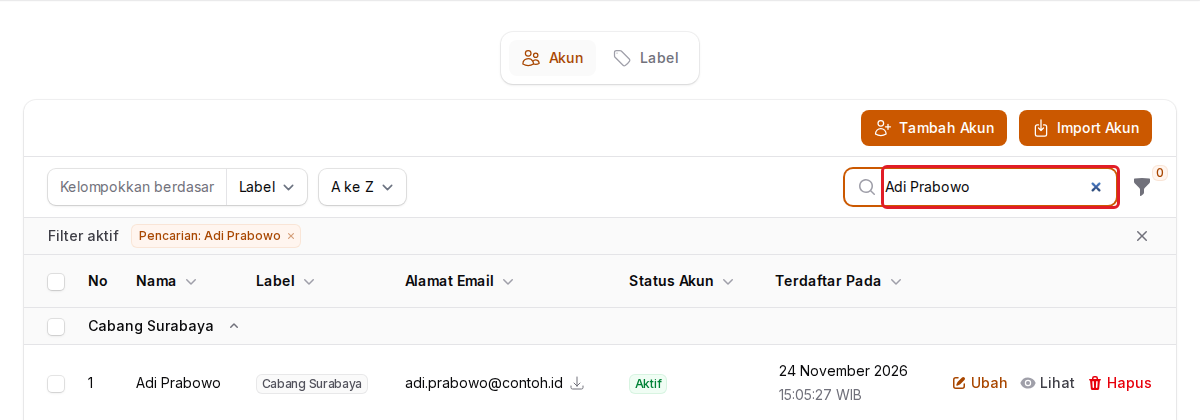 Akun Label
Tambah Akun Import Akun
Kelompokkan berdasar Label A ke Z Adi Prabowo 0
Filter aktif Pencarian: Adi Prabowo
No Nama Label Alamat Email Status Akun Terdaftar Pada
Cabang Surabaya
1 Adi Prabowo Cabang Surabaya adi.prabowo@contoh.id Aktif 24 November 2026
15:05:27 WIB
Ubah Lihat Hapus